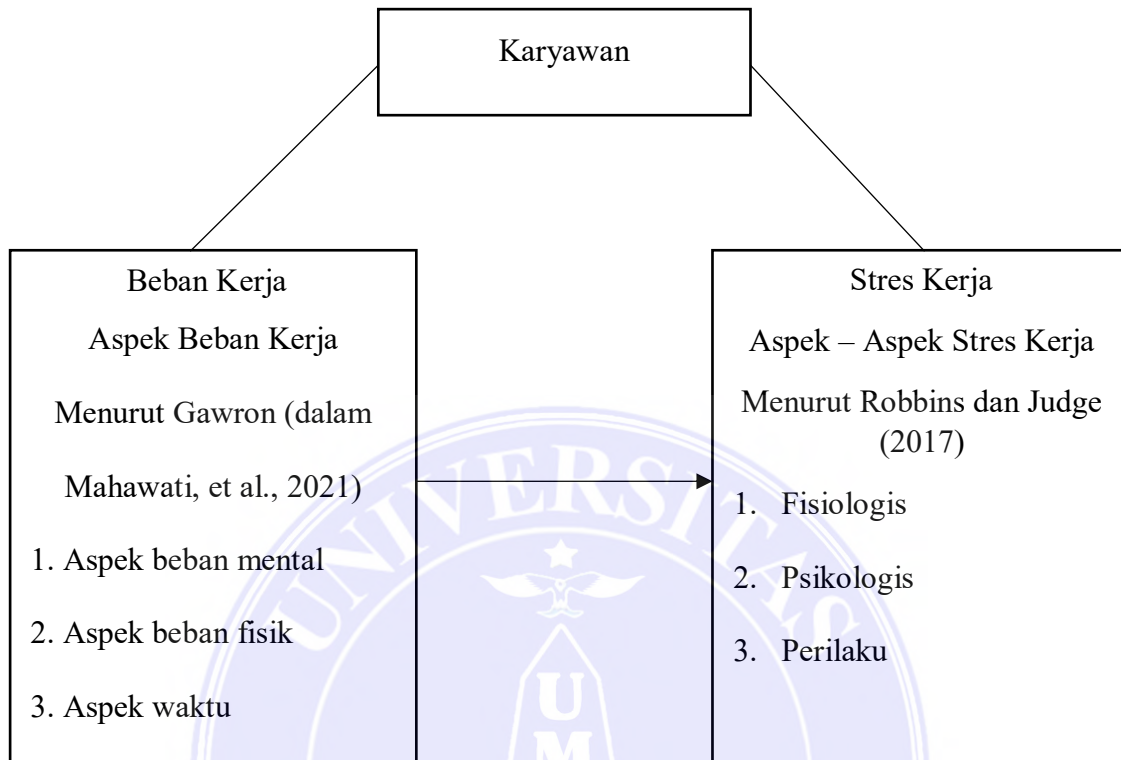 Karyawan
Beban Kerja
Aspek Beban Kerja
Menurut Gawron (dalam
Mahawati, et al., 2021)
1. Aspek beban mental
2. Aspek beban fisik
3. Aspek waktu
Stres Kerja
Aspek – Aspek Stres Kerja
Menurut Robbins dan Judge
(2017)
1. Fisiologis
2. Psikologis
3. Perilaku
UNIVERSITAS
U
M